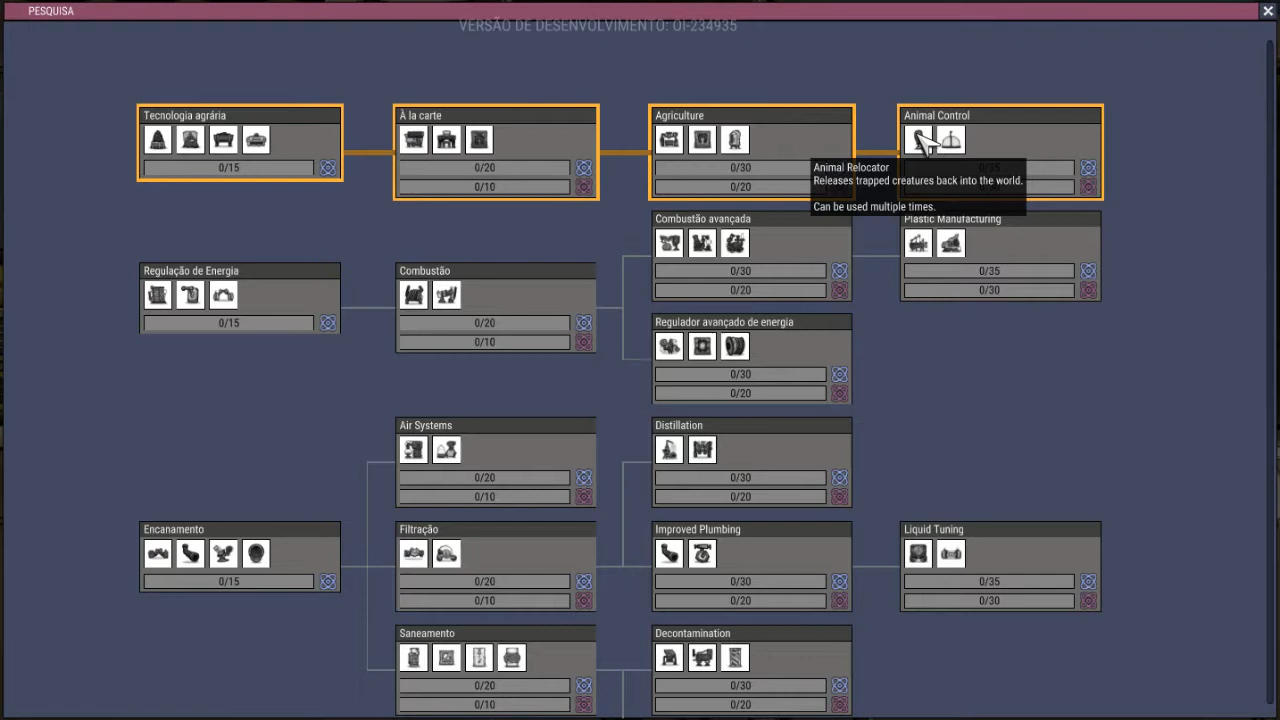 PESQUISA
VERSÃO DE DESENVOLVIMENTO: OI-234935
Tecnologia agrária
0/15
À la carte
0/20
0/10
Agriculture
0/30
0/20
Animal Control
0/35
Animal Relocator
Releases trapped creatures back into the world.
Can be used multiple times.
Combustão avançada
0/30
0/20
Plastic Manufacturing
0/35
0/30
Regulação de Energia
0/15
Combustão
0/20
0/10
Regulador avançado de energia
0/30
0/20
Air Systems
0/20
0/10
Distillation
0/30
0/20
Encanamento
0/15
Filtração
0/20
0/10
Improved Plumbing
0/30
0/20
Liquid Tuning
0/35
0/30
Saneamento
0/20
0/10
Decontamination
0/30
0/20